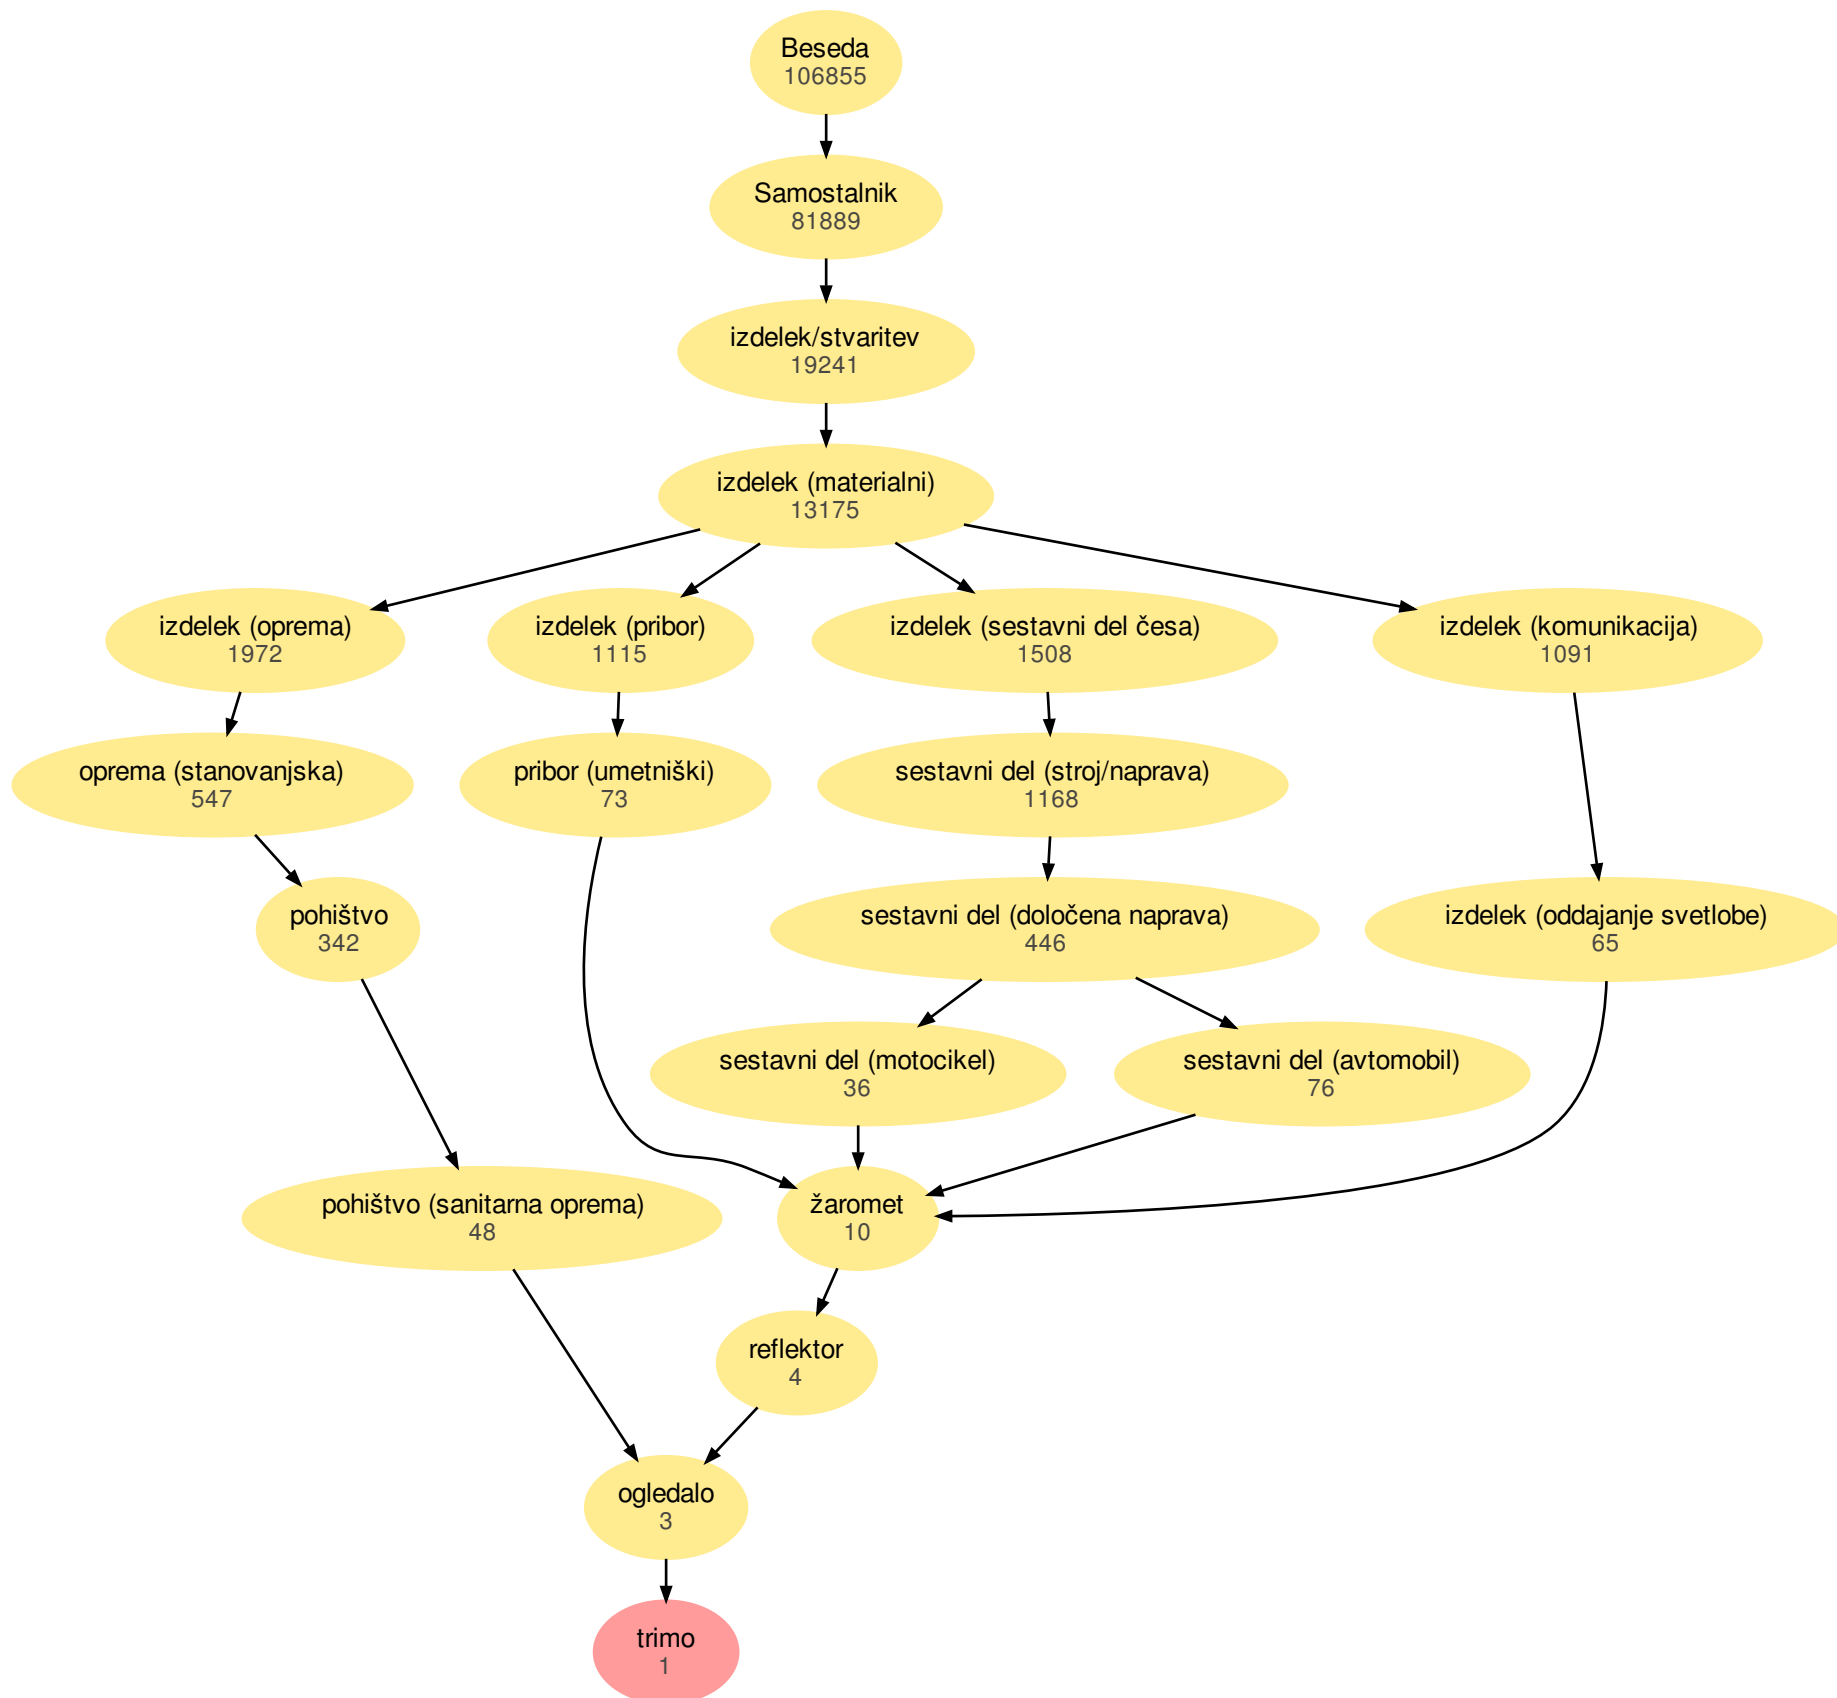 Beseda
106855
Samostalnik
81889
izdelek/stvaritev
19241
izdelek (materialni)
13175
izdelek (oprema)
1972
izdelek (pribor)
1115
izdelek (sestavni del česa)
1508
izdelek (komunikacija)
1091
oprema (stanovanjska)
547
pribor (umetniški)
73
sestavni del (stroj/naprava)
1168
pohištvo
342
sestavni del (določena naprava)
446
izdelek (oddajanje svetlobe)
65
sestavni del (motocikel)
36
sestavni del (avtomobil)
76
pohištvo (sanitarna oprema)
48
žaromet
10
reflektor
4
ogledalo
3
trimo
1